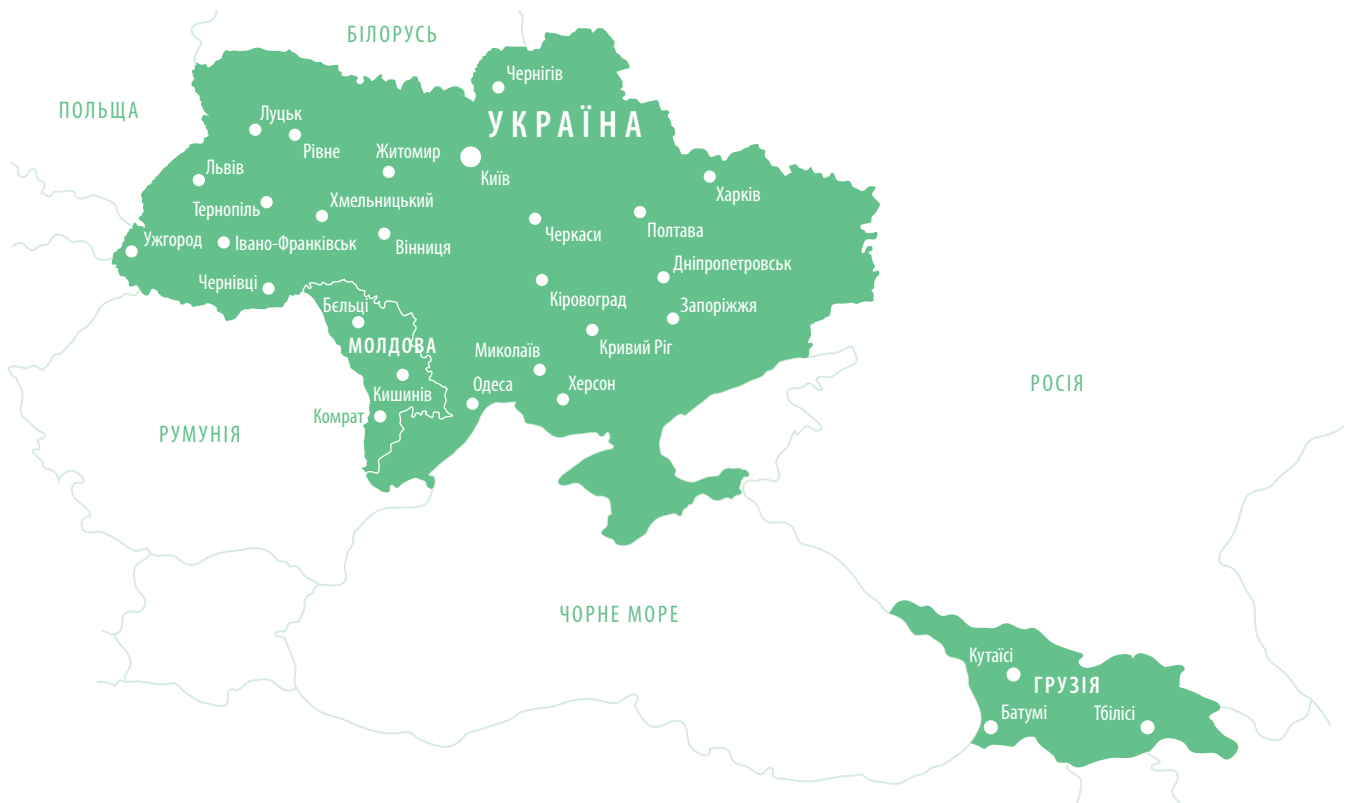 БІЛОРУСЬ
ПОЛЬЩА
Чернігів
УКРАЇНА
Луцьк
Рівне
Житомир
Київ
Львів
Харків
Тернопіль
Хмельницький
Ужгород
Івано-Франківськ
Вінниця
Черкаси
Полтава
Дніпропетровськ
Чернівці
Кіровоград
Запоріжжя
Бєльці
МОЛДОВА
Миколаїв
Кривий Ріг
Кишинів
Одеса
Херсон
РОСІЯ
Комрат
РУМУНІЯ
ЧОРНЕ МОРЕ
Кутаїсі
ГРУЗІЯ
Батумі
Тбілісі